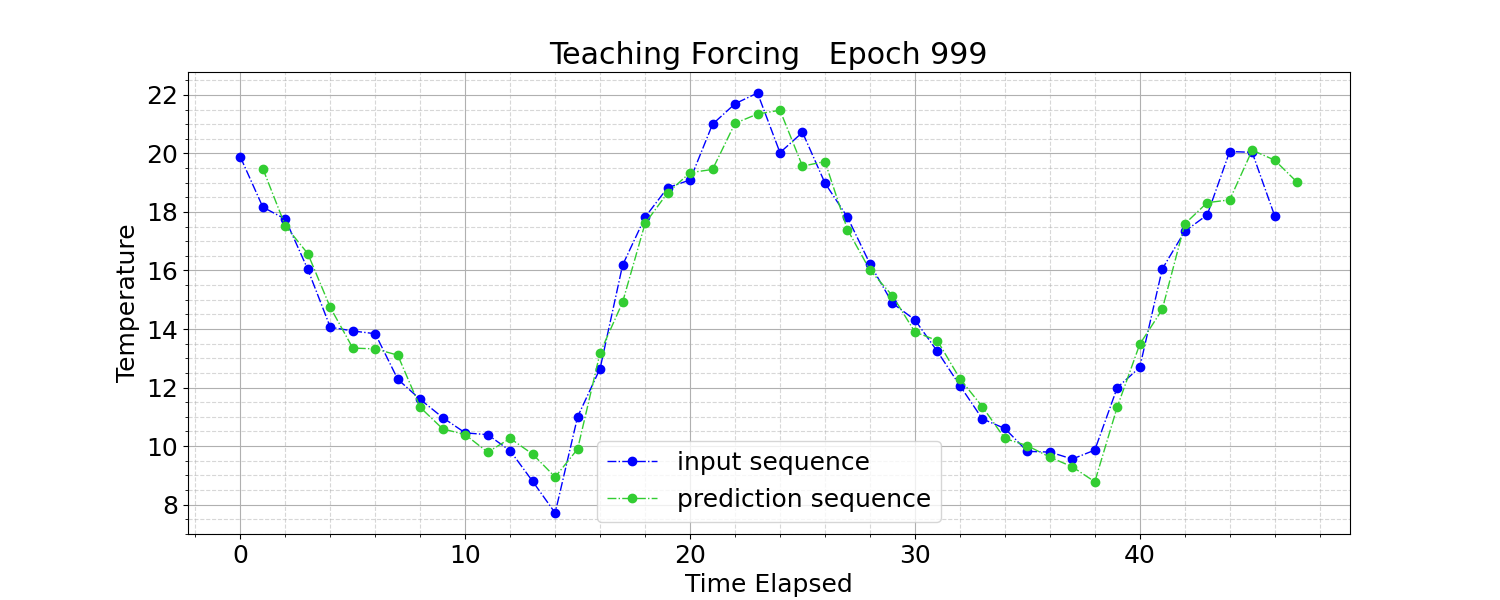 Teaching Forcing   Epoch 999
Temperature
22
20
18
16
14
12
10
8
input sequence
prediction sequence
0 10 20 30 40
Time Elapsed